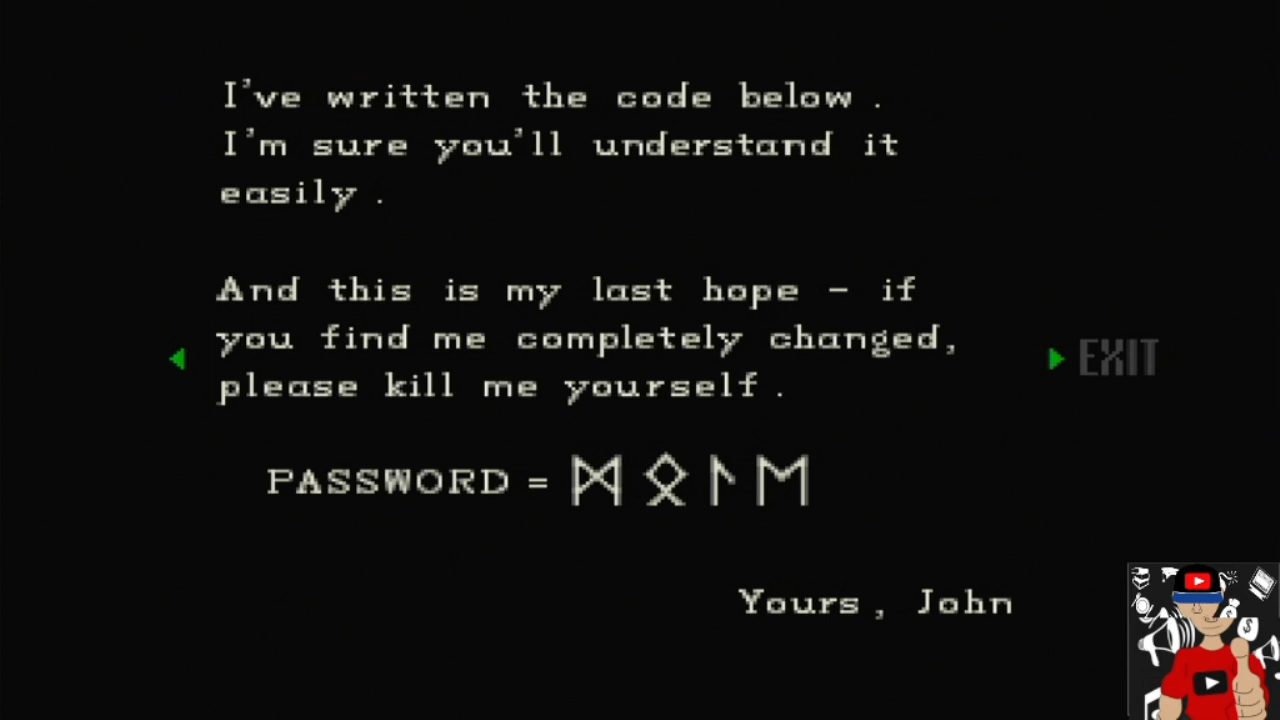 I've written the code below .
I'm sure you'll understand it
easily .
And this is my last hope – if
you find me completely changed,
please kill me yourself .
EXIT
PASSWORD = ᛞᛟᛚᛖ
Yours, John